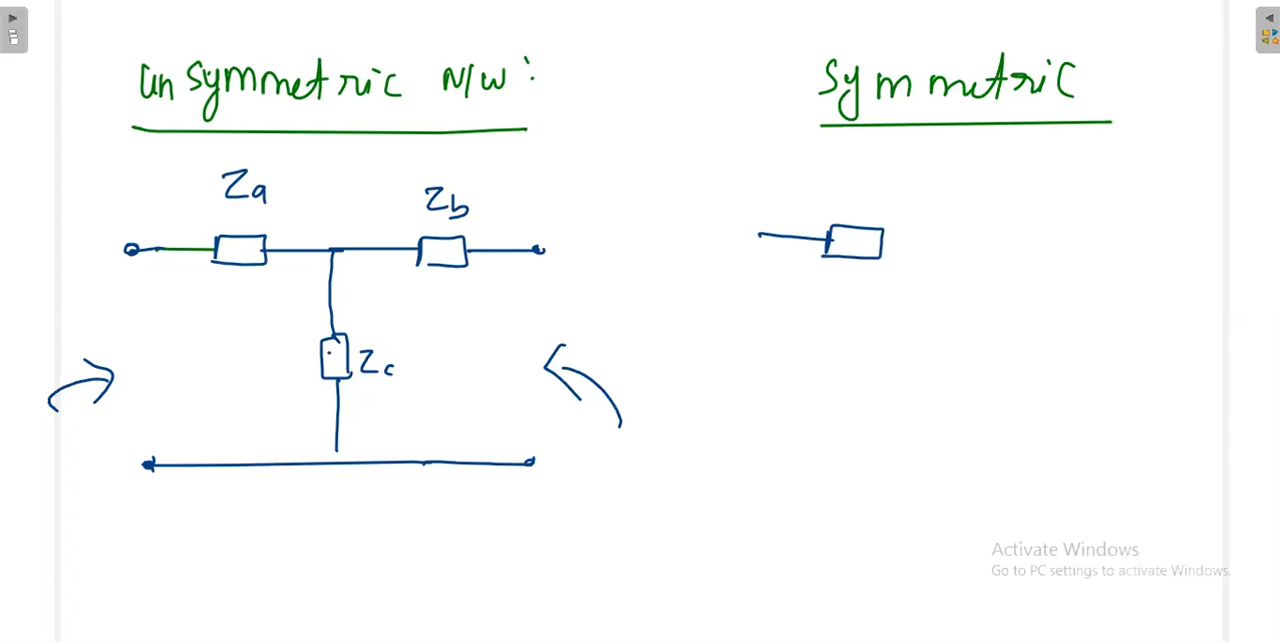 Unsymmetric N/W :
Symmetric
Za
Zb
Zc
Activate Windows
Go to PC settings to activate Windows.